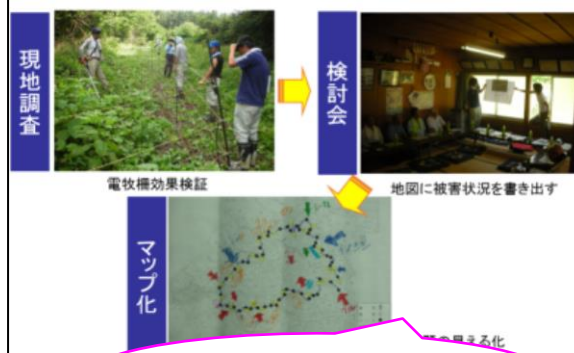 現地調査
検討会
電牧柵効果検証
地図に被害状況を書き出す
マップ化
の見える化